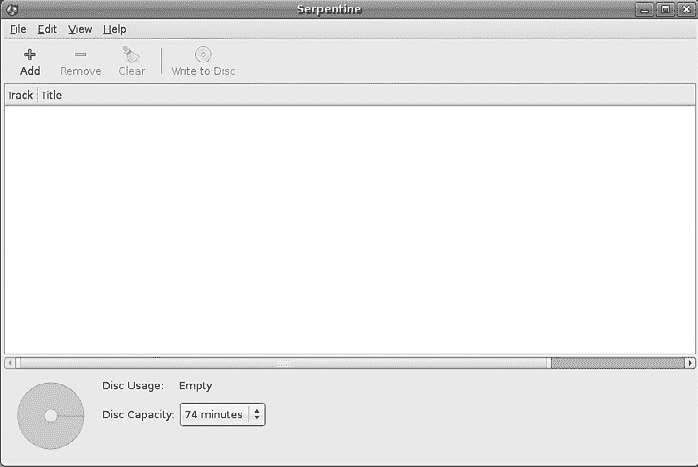 Serpentine
File Edit View Help
Add Remove Clear Write to Disc
Track Title
Disc Usage: Empty
Disc Capacity: 74 minutes